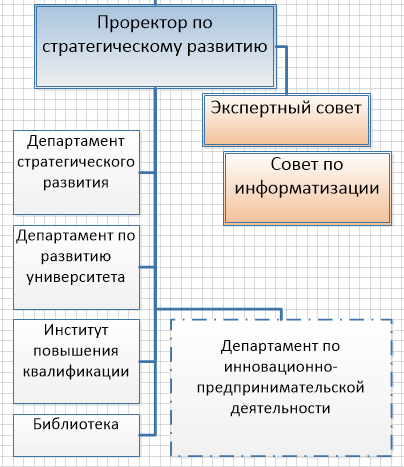 Проректор по
стратегическому развитию
Экспертный совет
Совет по
информатизации
Департамент
стратегического
развития
Департамент по
развитию
университета
Институт
повышения
квалификации
Библиотека
Департамент по
инновационно-
предпринимательской
деятельности